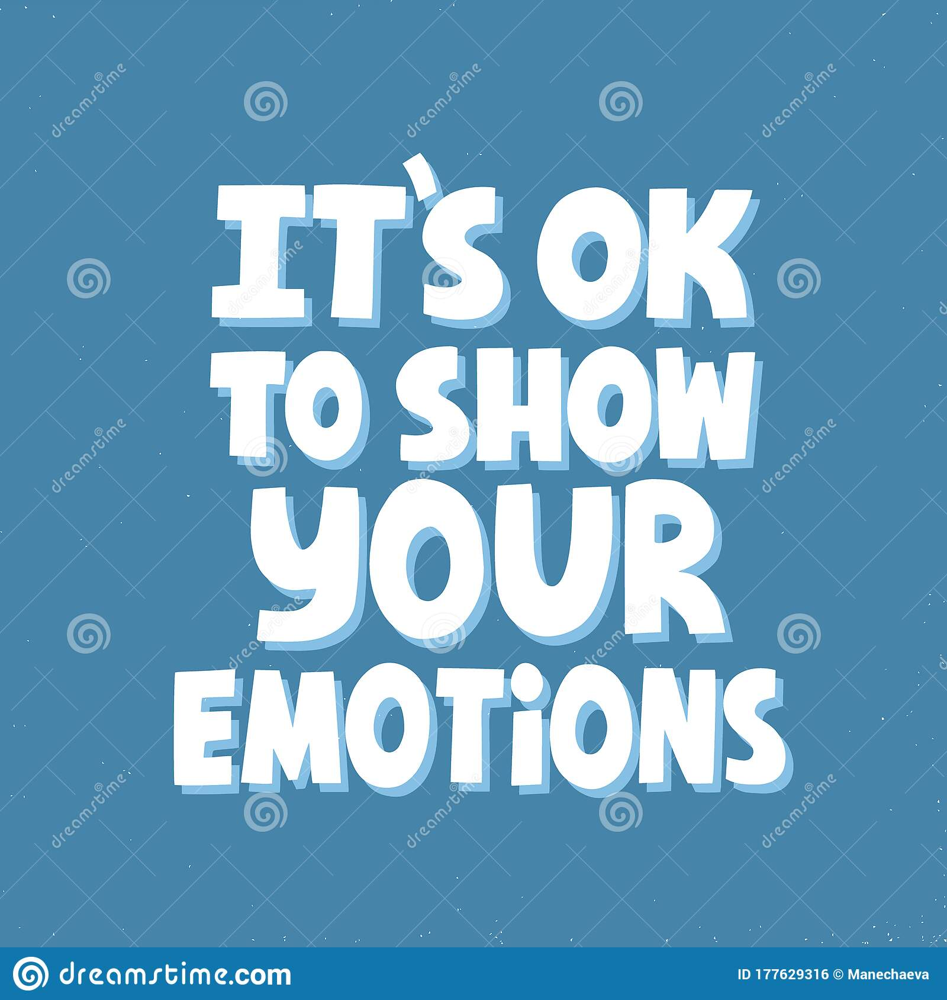 IT'S OK
TO SHOW
YOUR
EMOTiONS
dreamstime.com
ID 177629316 © Manechaeva